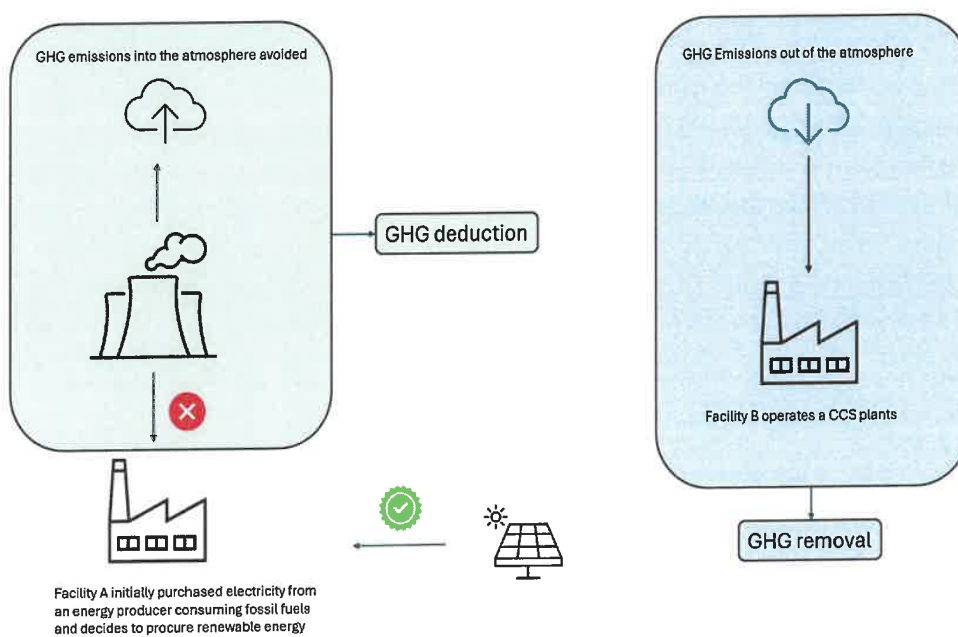 GHG emissions into the atmosphere avoided
GHG deduction
Facility A initially purchased electricity from
an energy producer consuming fossil fuels
and decides to procure renewable energy
GHG Emissions out of the atmosphere
Facility B operates a CCS plants
GHG removal